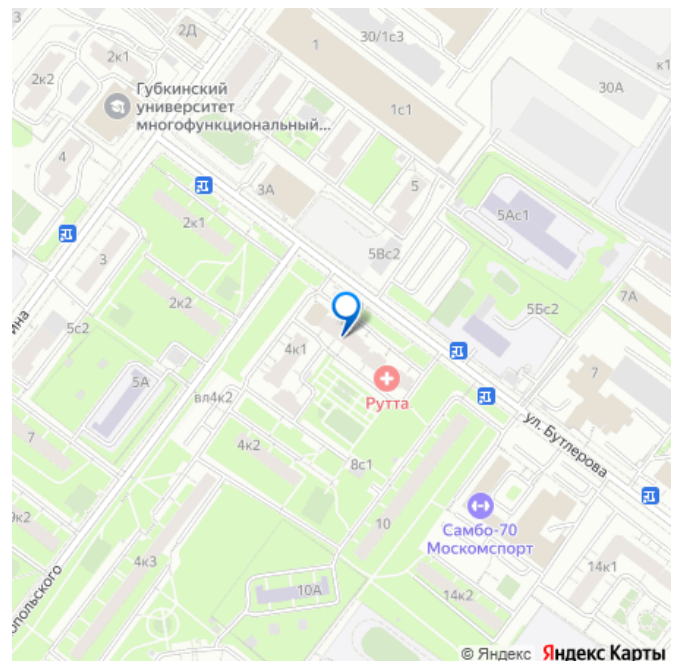 3
2Д
30/1с3
1
к1
2к1
2к2
30А
Губкинский
университет
многофункциональный...
1с1
4
3А
5
5Ас1
2к1
5Вс2
3
2к2
5Бс2
7А
ина
5с2
4к1
5А
7
вл4к2
Рутта
ул. Бутлерова
7
4к2
8с1
9к2
10
Самбо-70
Москомспорт
4к3
14к1
10А
14к2
опольского
© Яндекс Яндекс Карты